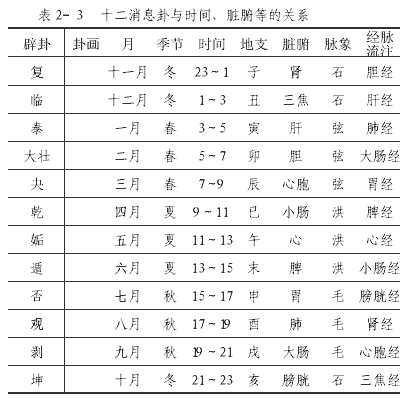 表 2- 3 十二消息卦与时间、脏腑等的关系
辟卦 卦画 月 季节 时间 地支 脏腑 脉象 经脉流注
复 十一月 冬 23~1 子 肾 石 胆经
临 十二月 冬 1~3 丑 三焦 石 肝经
泰 一月 春 3~5 寅 肝 弦 肺经
大壮 二月 春 5~7 卯 胆 弦 大肠经
夬 三月 春 7~9 辰 心胞 弦 胃经
乾 四月 夏 9~11 已 小肠 洪 脾经
姤 五月 夏 11~13 午 心 洪 心经
遁 六月 夏 13~15 未 脾 洪 小肠经
否 七月 秋 15~17 申 胃 毛 膀胱经
观 八月 秋 17~19 酉 肺 毛 肾经
剥 九月 秋 19~21 戌 大肠 毛 心胞经
坤 十月 冬 21~23 亥 膀胱 石 三焦经